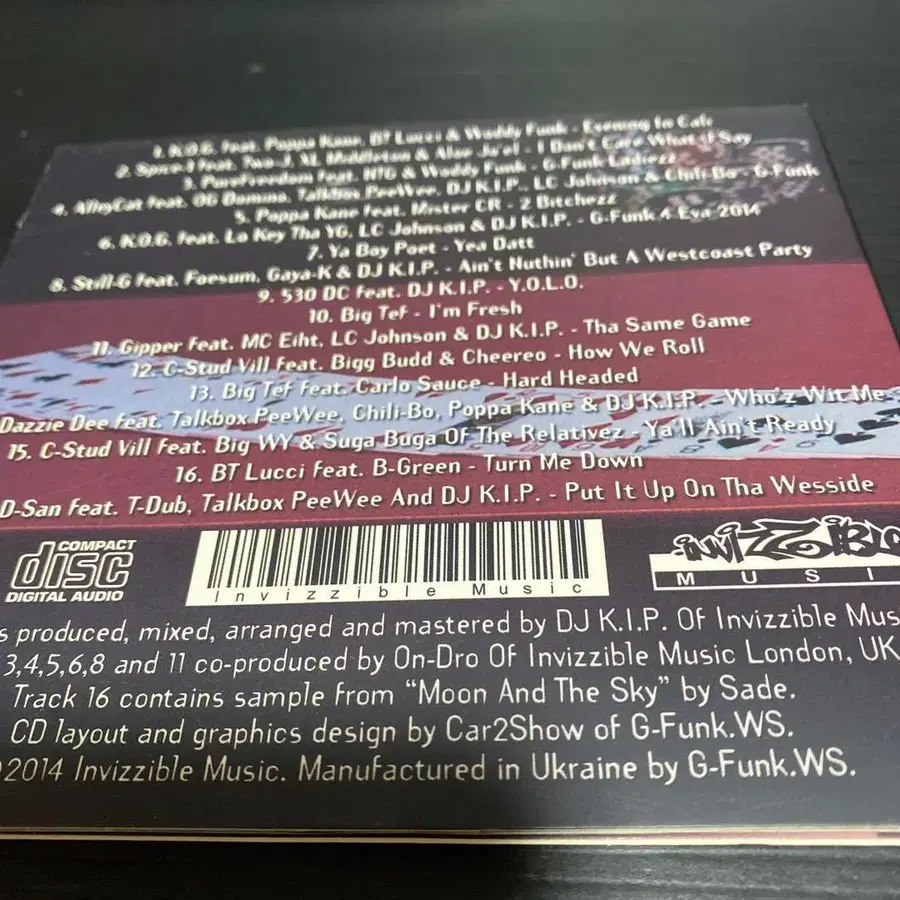 1. K.O.G. feat. Poppa Kane, BT Lucci & Waddy Funk - Evening In Cali
2. Spice-1 feat. Two-J, XL Middleton & Alae Ja'el - I Don't Care What U Say
3. PureFreedom feat. NTG & Waddy Funk - G-Funk
4. AlleyCat feat. OG Domino, Talkbox PeeWee, DJ K.I.P., LC Johnson & Chili-Bo - G-Funk
5. Poppa Kane feat. Mister CR - 2 Bitchezz
6. K.O.G. feat. Lo Key Tha YG, LC Johnson & DJ K.I.P. - G-Funk 4 Eva 2014
7. Ya Boy Poet - Yea Datt
8. Still-G feat. Foesum, Gaya-K & DJ K.I.P. - Ain't Nuthin' But A Westcoast Party
9. 530 DC feat. DJ K.I.P. - Y.O.L.O.
10. Big Tef - I'm Fresh
11. Gipper feat. MC Eiht, LC Johnson & DJ K.I.P. - Tha Same Game
12. C-Stud Vill feat. Bigg Budd & Cheereo - How We Roll
13. Big Tef feat. Carlo Sauce - Hard Headed
Dazzie Dee feat. Talkbox PeeWee, Chili-Bo, Poppa Kane & DJ K.I.P. - Who'z Wit Me
15. C-Stud Vill feat. Big WY & Suga Buga Of The Relativez - Ya'll Ain't Ready
16. BT Lucci feat. B-Green - Turn Me Down
D-San feat. T-Dub, Talkbox PeeWee And DJ K.I.P. - Put It Up On Tha Wesside
COMPACT
disc
DIGITAL AUDIO
Invizzible Music
INVIZZIBL
MUSI
s produced, mixed, arranged and mastered by DJ K.I.P. Of Invizzible Mus
3,4,5,6,8 and 11 co-produced by On-Dro Of Invizzible Music London, UK
Track 16 contains sample from “Moon And The Sky” by Sade.
CD layout and graphics design by Car2Show of G-Funk.WS.
©2014 Invizzible Music. Manufactured in Ukraine by G-Funk.WS.